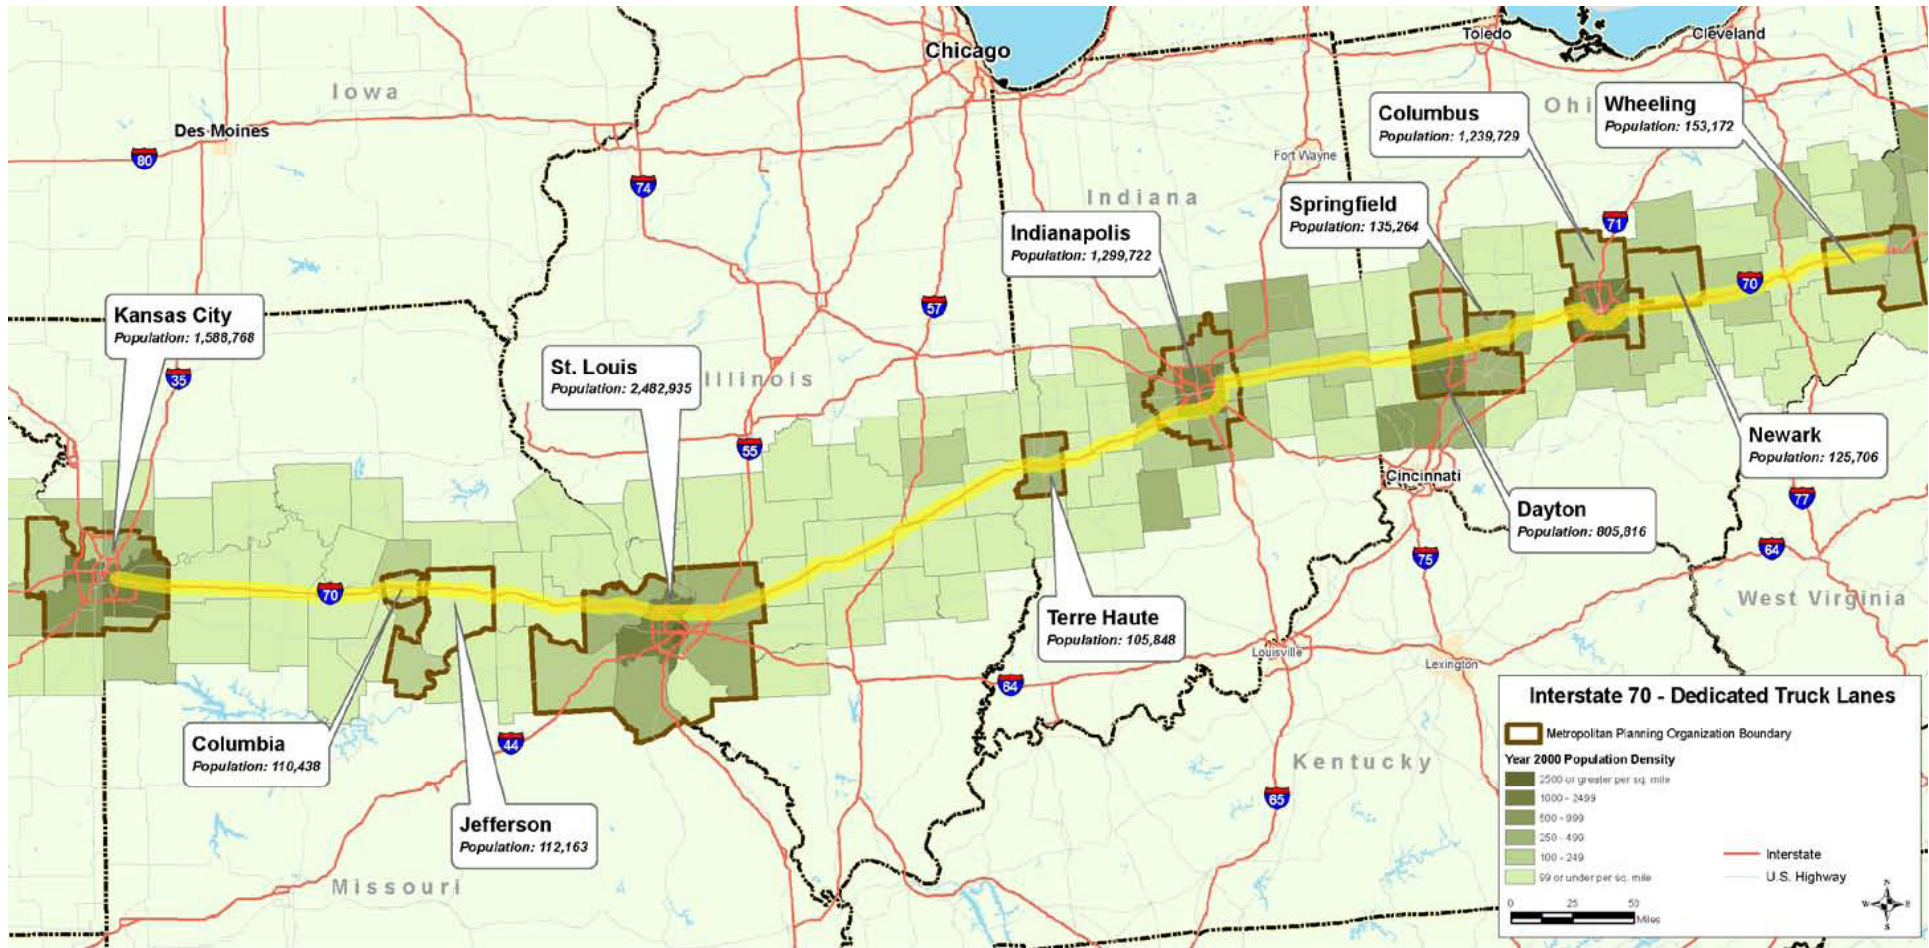 Chicago
Toledo
Cleveland
Iowa
Des Moines
80
74
Columbus
Population: 1,239,729
Ohi
Wheeling
Population: 153,172
Fort Wayne
Indiana
Springfield
Population: 135,264
Indianapolis
Population: 1,299,722
71
70
57
Kansas City
Population: 1,588,768
35
St. Louis
Population: 2,482,935
Illinois
55
Newark
Population: 125,706
Cincinnati
77
Dayton
Population: 805,816
64
75
70
Terre Haute
Population: 105,848
West Virginia
Louisville
Lexington
64
Columbia
Population: 110,438
44
Kentucky
65
Jefferson
Population: 112,163
Missouri
Interstate 70 - Dedicated Truck Lanes
Metropolitan Planning Organization Boundary
Year 2000 Population Density
2500 or greater per sq. mile
1000 - 2499
500 - 999
250 - 499
100 - 249
99 or under per sq. mile
Interstate
U.S. Highway
0 25 50
Miles
N
W E
S